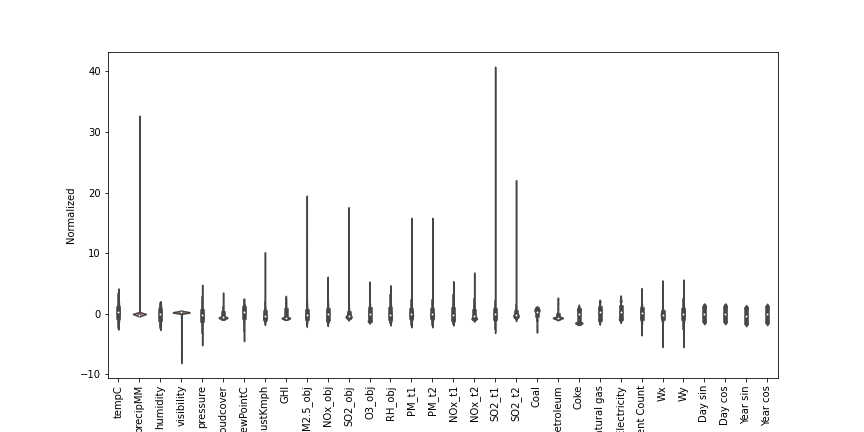 Normalized
40
30
20
10
0
−10
tempC
precipMM
humidity
visibility
pressure
oudcover
ewPointC
ustKmph
GHI
M2.5_obj
NOx_obj
SO2_obj
O3_obj
RH_obj
PM_t1
PM_t2
NOx_t1
NOx_t2
SO2_t1
SO2_t2
Coal
etroleum
Coke
atural gas
Electricity
ent Count
Wx
Wy
Day sin
Day cos
Year sin
Year cos